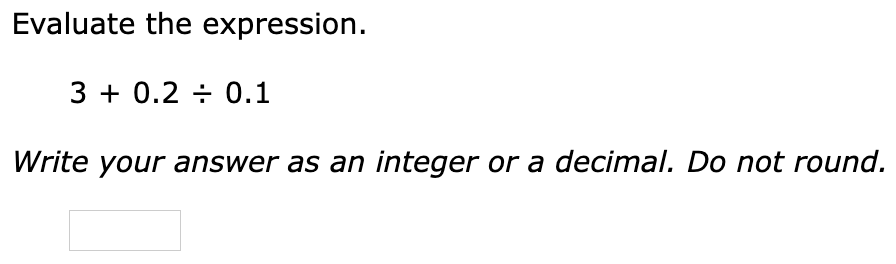 Evaluate the expression.
3 + 0.2 ÷ 0.1
Write your answer as an integer or a decimal. Do not round.